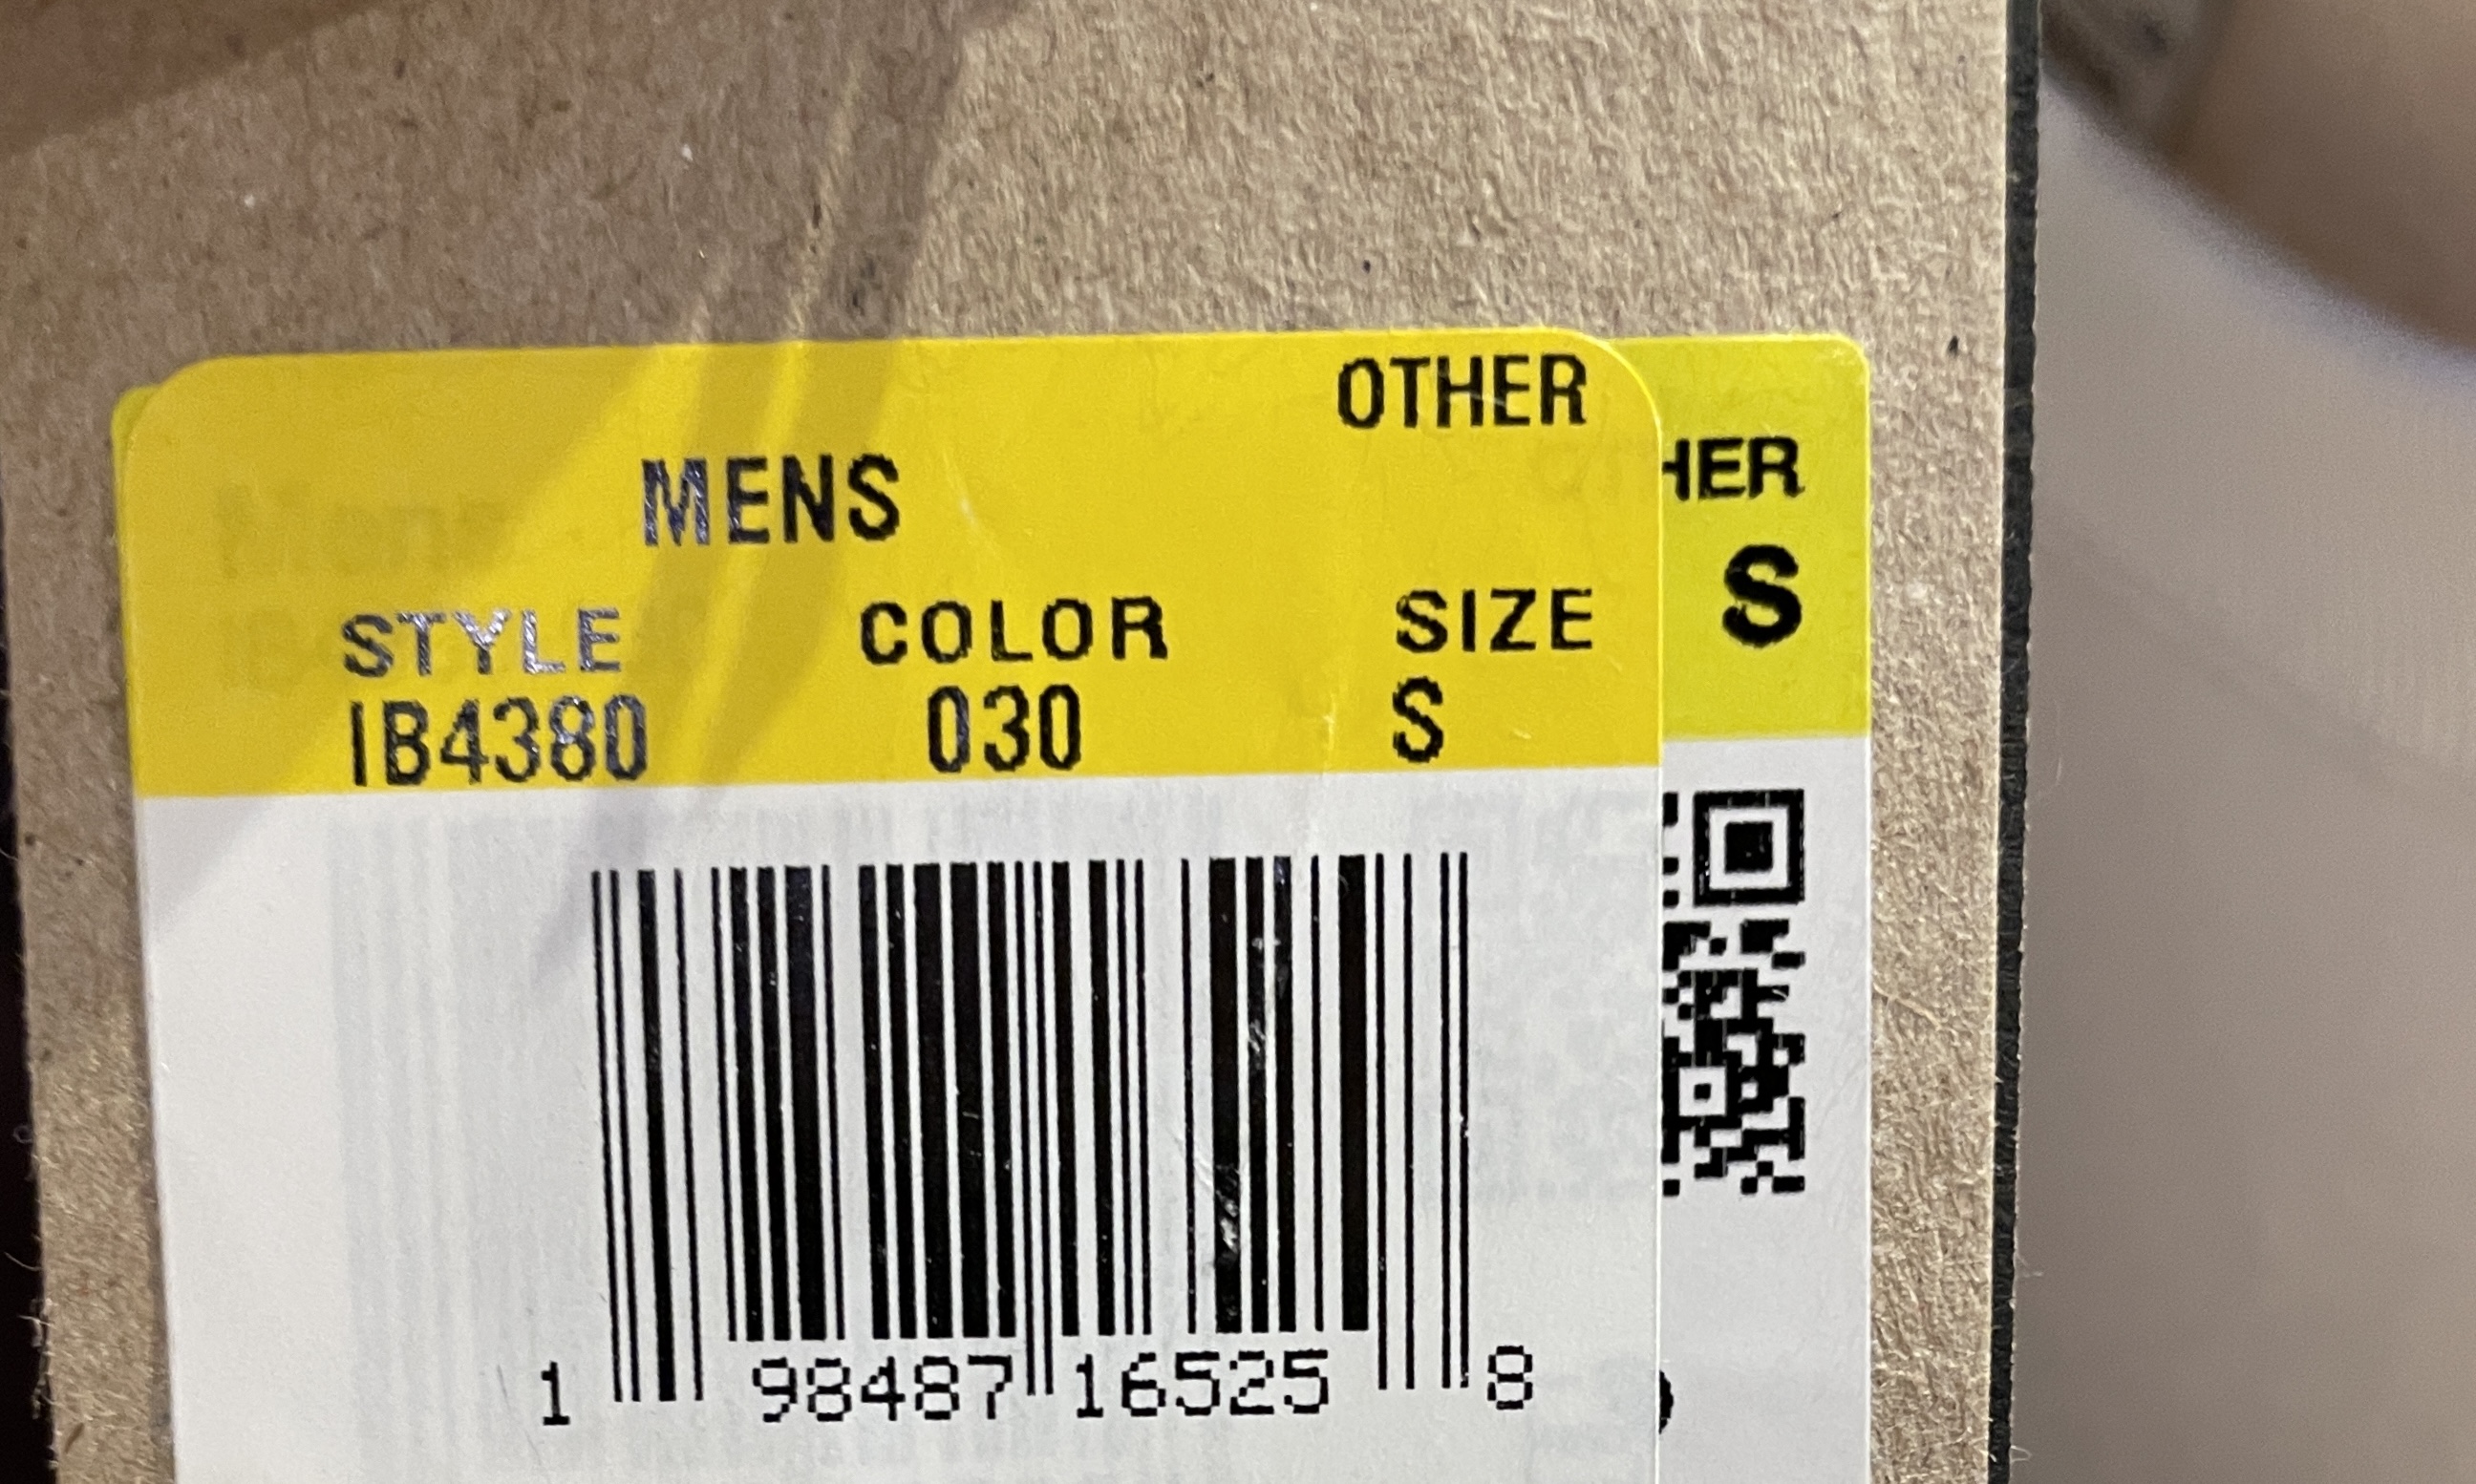 OTHER
HER
MENS
S
STYLE COLOR SIZE
IB4380 030 S
1 98487 16525 8